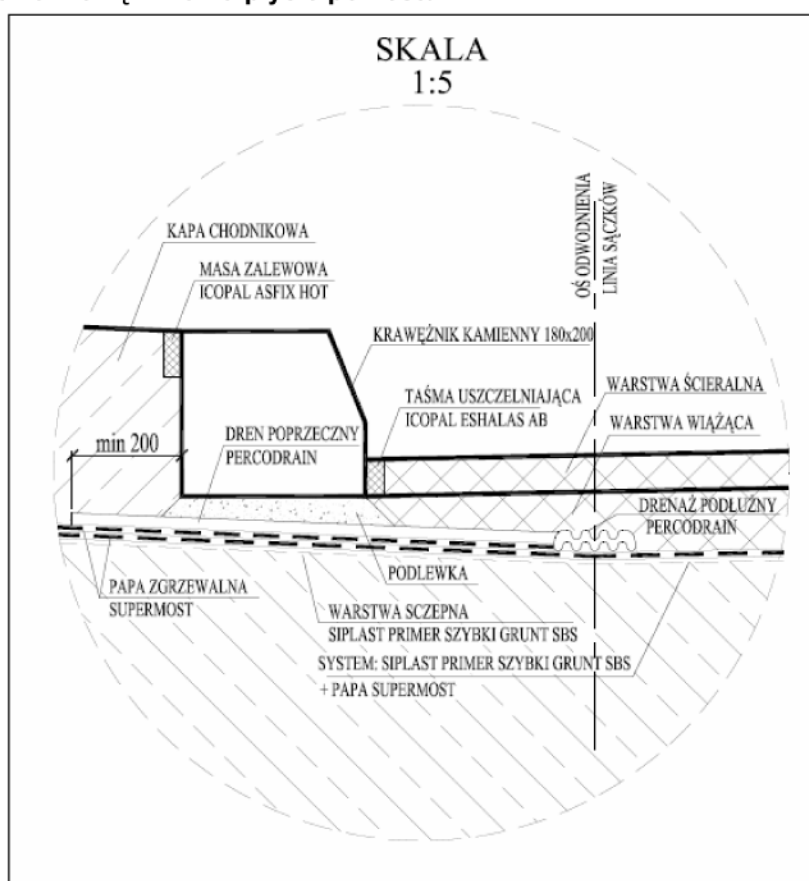 SKALA
1:5
OŚ ODWODNIENIA
LINIA SĄCZKÓW
KAPA CHODNIKOWA
MASA ZALEWOWA
ICOPAL ASFIX HOT
KRAWĘŻNIK KAMIENNY 180x200
TAŚMA USZCZELNIAJĄCA
ICOPAL ESHALAS AB
WARSTWA ŚCIERALNA
WARSTWA WIĄŻĄCA
min 200
DREN POPRZECZNY
PERCODRAIN
DRENAŻ PODŁUŻNY
PERCODRAIN
PODLEWKA
PAPA ZGRZEWALNA
SUPERMOST
WARSTWA SCZEPNA
SIPLAST PRIMER SZYBKI GRUNT SBS
SYSTEM: SIPLAST PRIMER SZYBKI GRUNT SBS
+ PAPA SUPERMOST